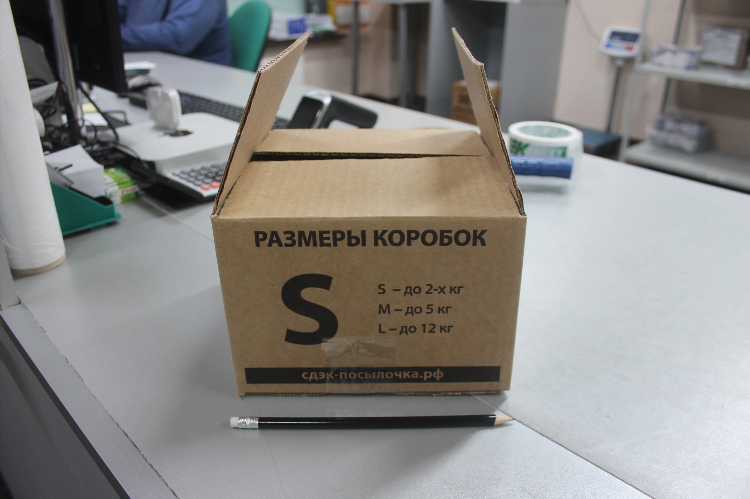 РАЗМЕРЫ КОРОБОК
S
S – до 2-х кг
M – до 5 кг
L – до 12 кг
сдэк-посылочка.рф